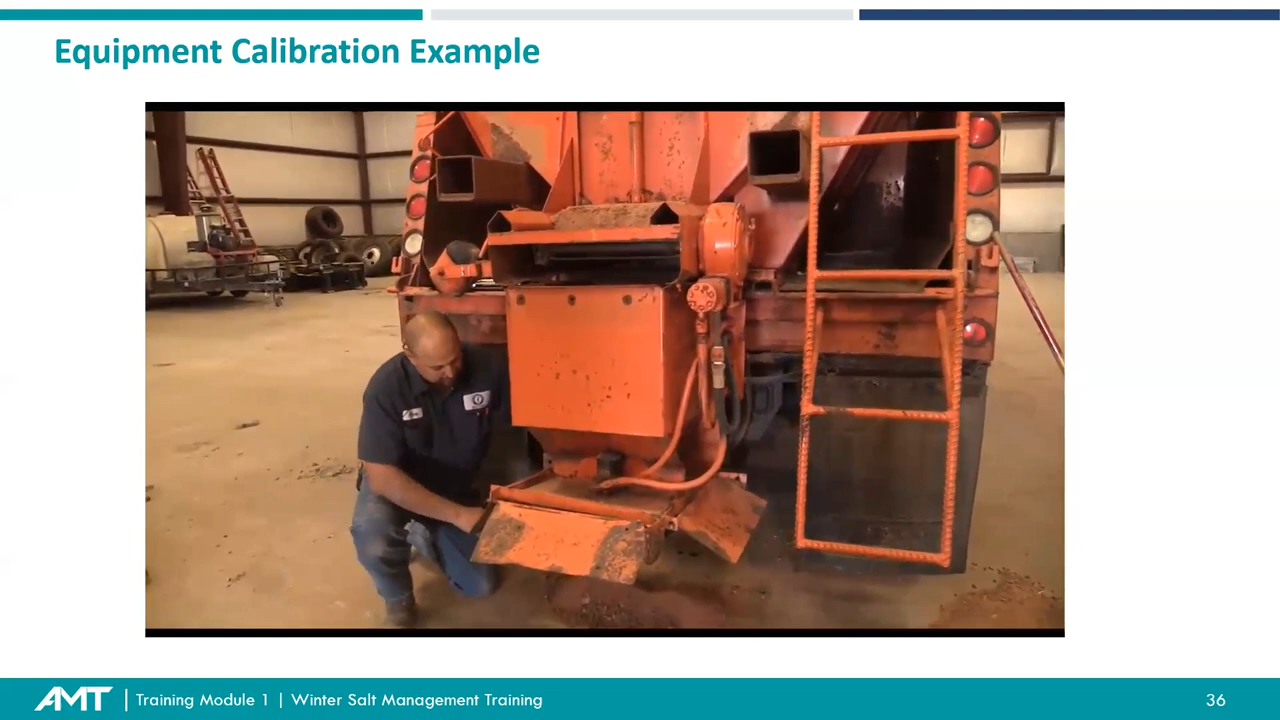 Equipment Calibration Example
AMT | Training Module 1 | Winter Salt Management Training
36